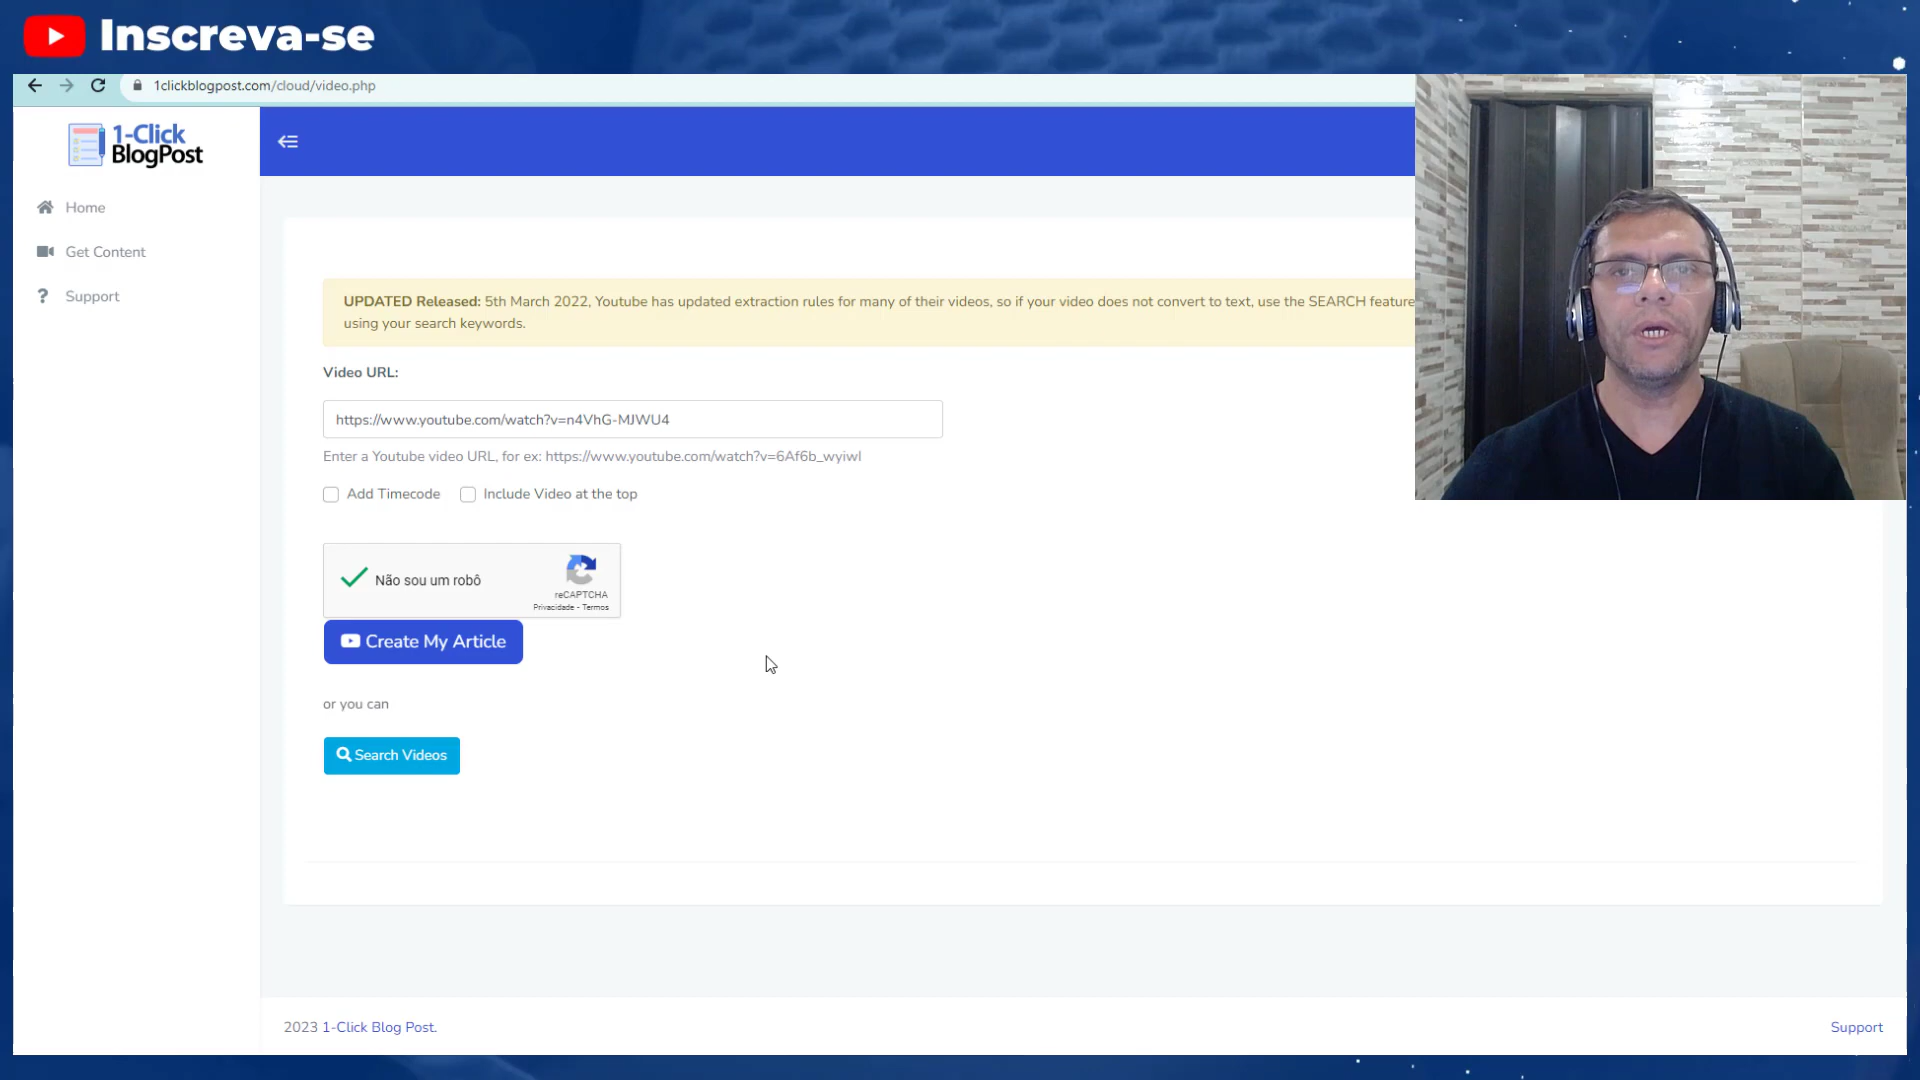 Inscreva-se
1clickblogpost.com/cloud/video.php
1-Click
BlogPost
Home
Get Content
Support
UPDATED Released: 5th March 2022, Youtube has updated extraction rules for many of their videos, so if your video does not convert to text, use the SEARCH feature
using your search keywords.
Video URL:
https://www.youtube.com/watch?v=n4VhG-MJWU4
Enter a Youtube video URL, for ex: https://www.youtube.com/watch?v=6Af6b_wyiwI
Add Timecode Include Video at the top
Não sou um robô
reCAPTCHA
Privacidade - Termos
Create My Article
or you can
Search Videos
2023 1-Click Blog Post.
Support